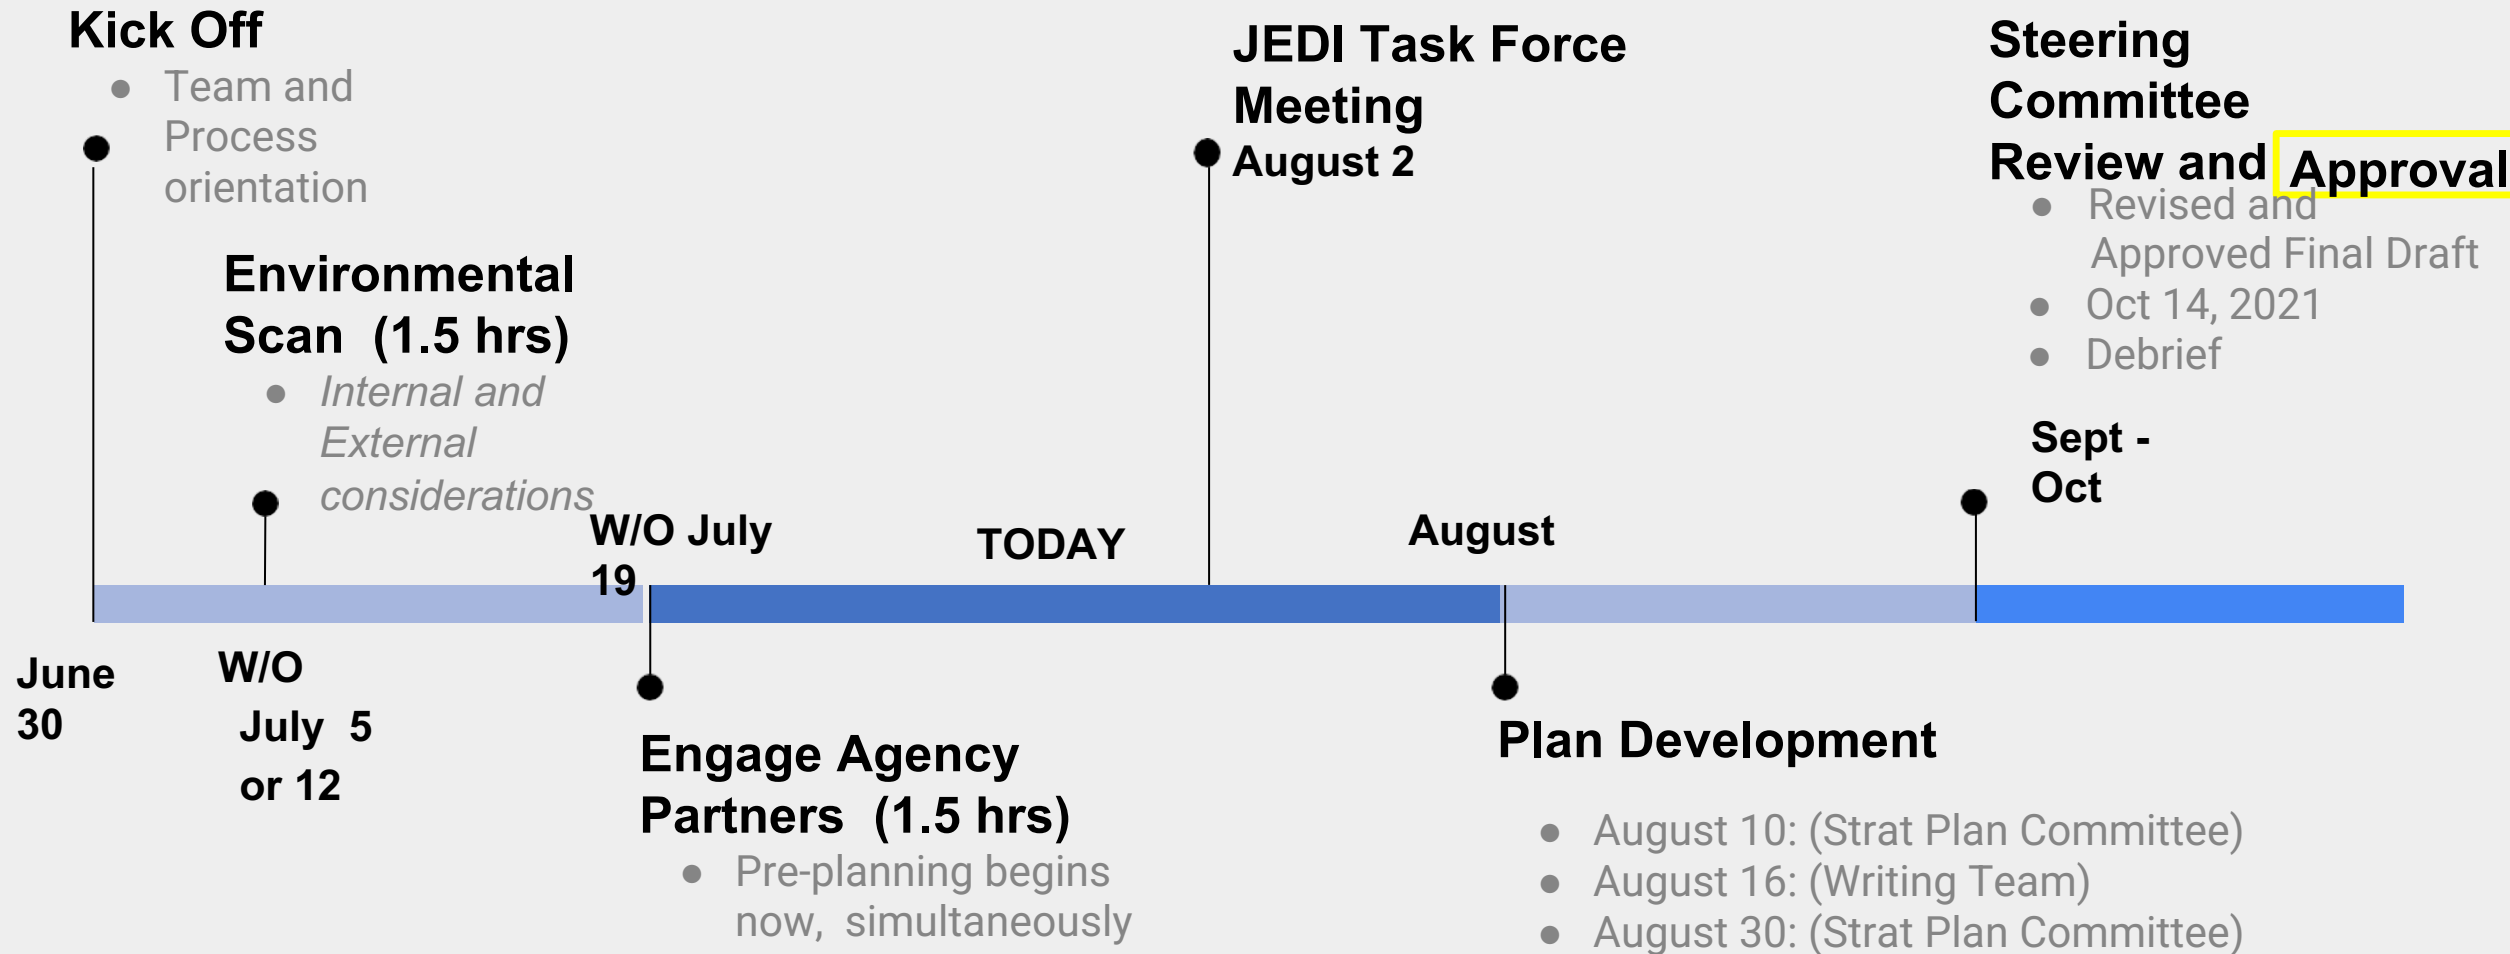 Kick Off
● Team and
Process
orientation
Environmental
Scan (1.5 hrs)
● Internal and
External
considerations
JEDI Task Force
Meeting
August 2
Steering
Committee
Review and Approval
● Revised and
Approved Final Draft
● Oct 14, 2021
● Debrief
Sept -
Oct
W/O July
19
TODAY
August
June
30
W/O
July 5
or 12
Engage Agency
Partners (1.5 hrs)
● Pre-planning begins
now, simultaneously
Plan Development
● August 10: (Strat Plan Committee)
● August 16: (Writing Team)
● August 30: (Strat Plan Committee)